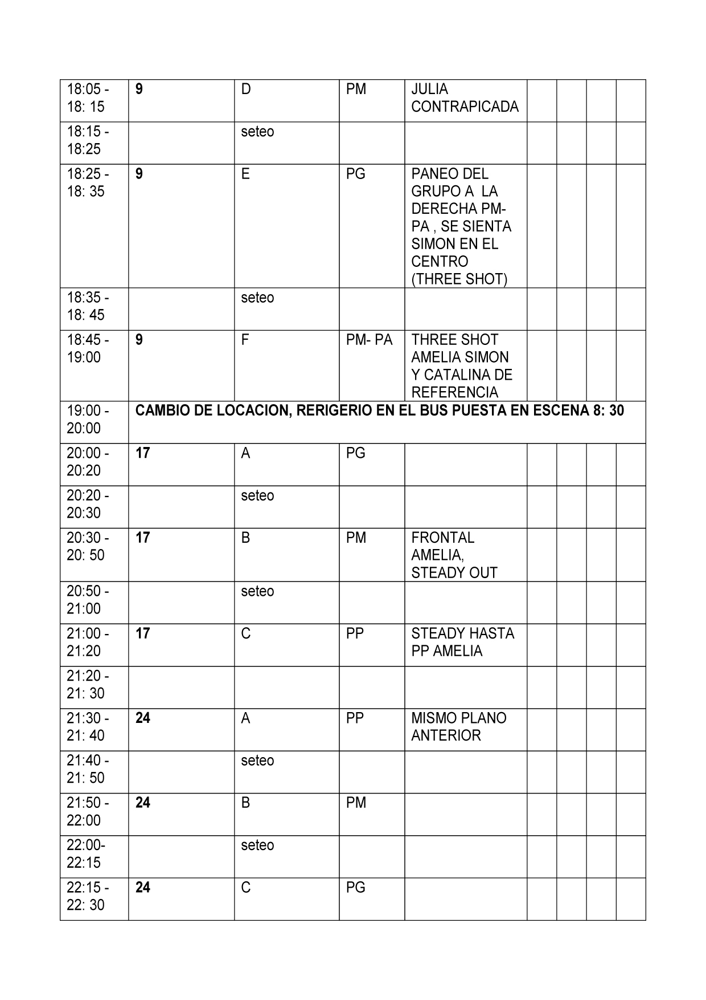 18:05 - 9 D PM JULIA
18: 15 CONTRAPICADA
18:15 - seteo
18:25
18:25 - 9 E PG PANEO DEL
18: 35 GRUPO A  LA
DERECHA PM-
PA , SE SIENTA
SIMON EN EL
CENTRO
(THREE SHOT)
18:35 - seteo
18: 45
18:45 - 9 F PM- PA THREE SHOT
19:00 AMELIA SIMON
Y CATALINA DE
REFERENCIA
19:00 - CAMBIO DE LOCACION, RERIGERIO EN EL BUS PUESTA EN ESCENA 8: 30
20:00
20:00 - 17 A PG
20:20
20:20 - seteo
20:30
20:30 - 17 B PM FRONTAL
20: 50 AMELIA,
STEADY OUT
20:50 - seteo
21:00
21:00 - 17 C PP STEADY HASTA
21:20 PP AMELIA
21:20 -
21: 30
21:30 - 24 A PP MISMO PLANO
21: 40 ANTERIOR
21:40 - seteo
21: 50
21:50 - 24 B PM
22:00
22:00- seteo
22:15
22:15 - 24 C PG
22: 30